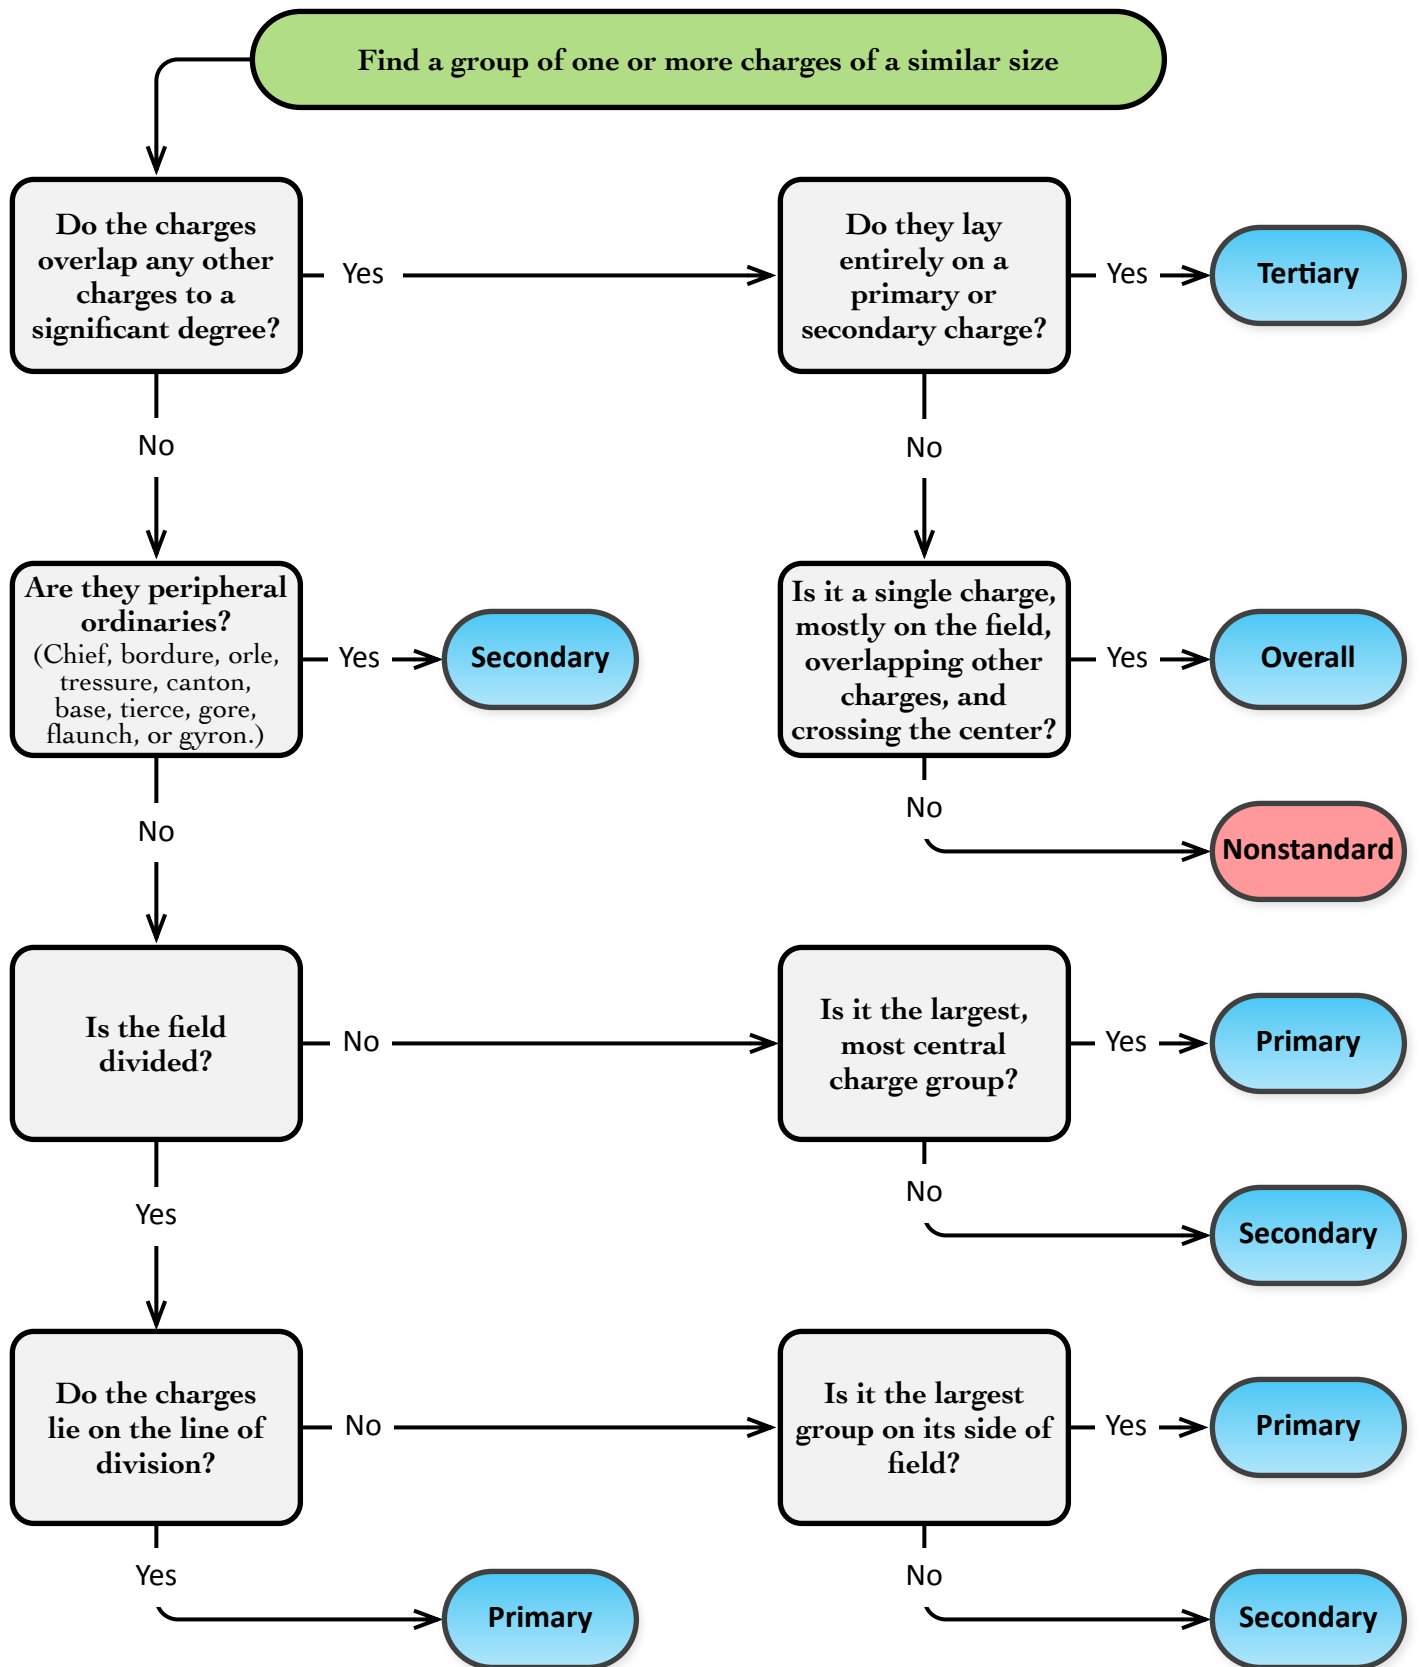 Find a group of one or more charges of a similar size
Do the charges
overlap any other
charges to a
significant degree?
Yes
Do they lay
entirely on a
primary or
secondary charge?
Yes
Tertiary
No
No
Are they peripheral
ordinaries?
(Chief, bordure, orle,
tressure, canton,
base, tierce, gore,
flaunch, or gyron.)
Yes
Secondary
Is it a single charge,
mostly on the field,
overlapping other
charges, and
crossing the center?
Yes
Overall
No
No
Nonstandard
Is the field
divided?
No
Is it the largest,
most central
charge group?
Yes
Primary
Yes
No
Secondary
Do the charges
lie on the line of
division?
No
Is it the largest
group on its side of
field?
Yes
Primary
Yes
No
Primary
Secondary